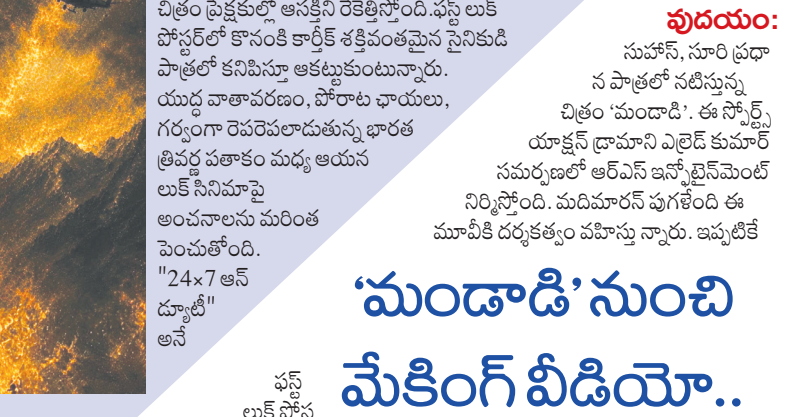 చిత్రం ప్రేక్షకుల్లో ఆసక్తిని రేకెత్తిస్తోంది.ఫస్ట్ లుక్
పోస్టర్‌లో కొనంకి కార్తీక్ శక్తివంతమైన సైనికుడి
పాత్రలో కనిపిస్తూ ఆకట్టుకుంటున్నారు.
యుద్ధ వాతావరణం, పోరాట ఛాయలు,
గర్వంగా రెపరెపలాడుతున్న భారత
త్రివర్ణ పతాకం మధ్య ఆయన
లుక్ సినిమాపై
అంచనాలను మరింత
పెంచుతోంది.
"24×7 ఆన్
డ్యూటీ"
అనే
ఫస్ట్
లుక్ పోస్ట
వుదయం:
సుహాస్, సూరి ప్రధా
న పాత్రలో నటిస్తున్న
చిత్రం ‘మండాడి’. ఈ స్పోర్ట్స్
యాక్షన్ డ్రామాని ఎల్రెడ్ కుమార్
సమర్పణలో ఆర్ఎస్ ఇన్ఫోటైన్‌మెంట్
నిర్మిస్తోంది. మదిమారన్ పుగళేంది ఈ
మూవీకి దర్శకత్వం వహిస్తు న్నారు. ఇప్పటికే
‘మండాడి’ నుంచి
మేకింగ్ వీడియో..